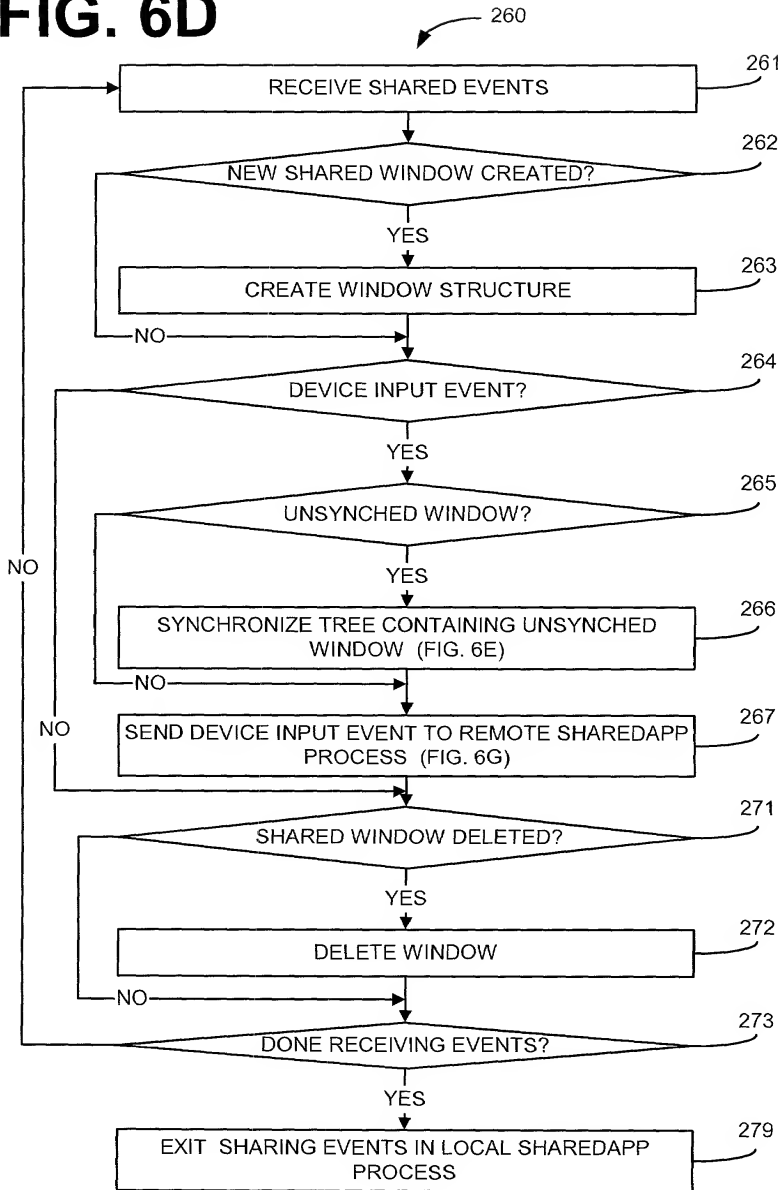 FIG. 6D
260
RECEIVE SHARED EVENTS
261
NEW SHARED WINDOW CREATED?
262
YES
CREATE WINDOW STRUCTURE
263
NO
DEVICE INPUT EVENT?
264
YES
UNSYNCHED WINDOW?
265
NO
YES
SYNCHRONIZE TREE CONTAINING UNSYNCHED
WINDOW (FIG. 6E)
266
NO
NO
SEND DEVICE INPUT EVENT TO REMOTE SHAREDAPP
PROCESS (FIG. 6G)
267
SHARED WINDOW DELETED?
271
YES
DELETE WINDOW
272
NO
DONE RECEIVING EVENTS?
273
YES
EXIT SHARING EVENTS IN LOCAL SHAREDAPP
PROCESS
279